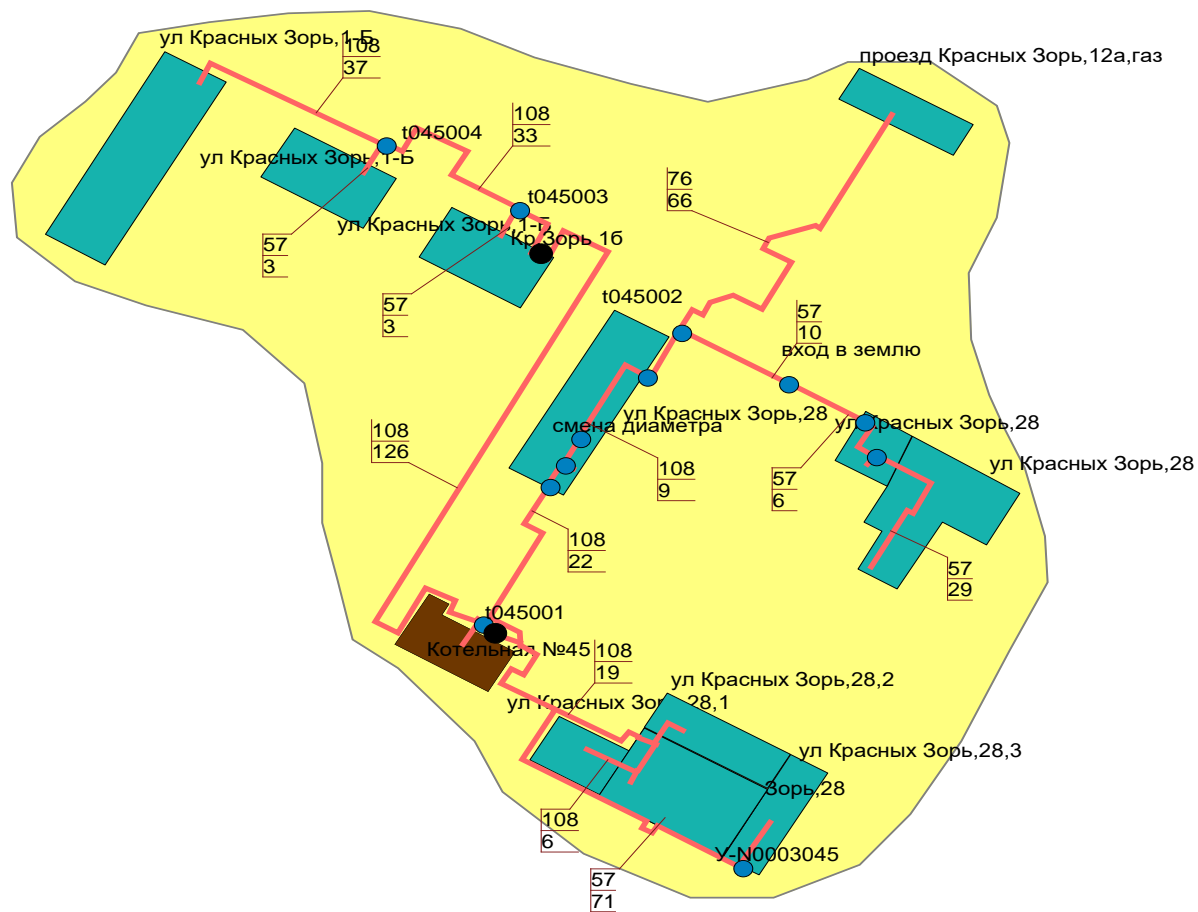 ул Красных Зорь,1-Б
108
37
проезд Красных Зорь,12а,газ
108
33
t045004
ул Красных Зорь,1-Б
76
66
t045003
ул Красных Зорь,1-Г
Кр Зорь 1б
57
3
57
3
t045002
57
10
вход в землю
ул Красных Зорь,28
ул Красных Зорь,28
смена диаметра
108
126
ул Красных Зорь,28
108
9
57
6
108
22
57
29
t045001
Котельная №45
108
19
ул Красных Зорь,28,2
ул Красных Зорь,28,1
ул Красных Зорь,28,3
Зорь,28
108
6
У-N0003045
57
71